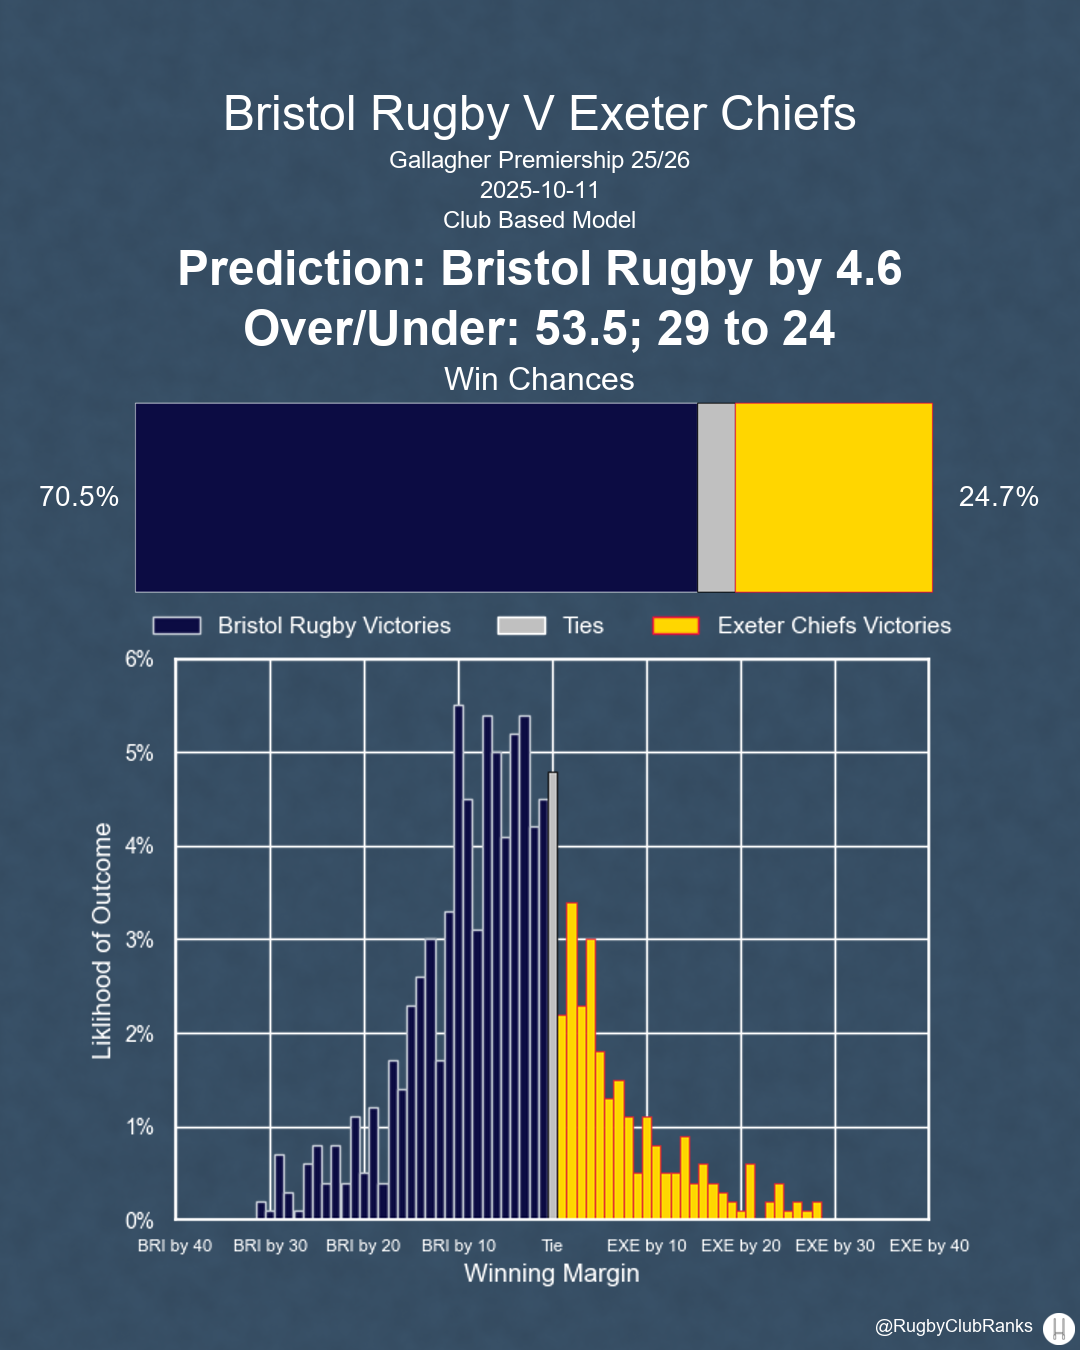 Bristol Rugby V Exeter Chiefs
Gallagher Premiership 25/26
2025-10-11
Club Based Model
Prediction: Bristol Rugby by 4.6
Over/Under: 53.5; 29 to 24
Win Chances
70.5%
24.7%
Bristol Rugby Victories
Ties
Exeter Chiefs Victories
6%
5%
4%
3%
2%
1%
0%
Liklihood of Outcome
BRI by 40
BRI by 30
BRI by 20
BRI by 10
Tie
EXE by 10
EXE by 20
EXE by 30
EXE by 40
Winning Margin
@RugbyClubRanks